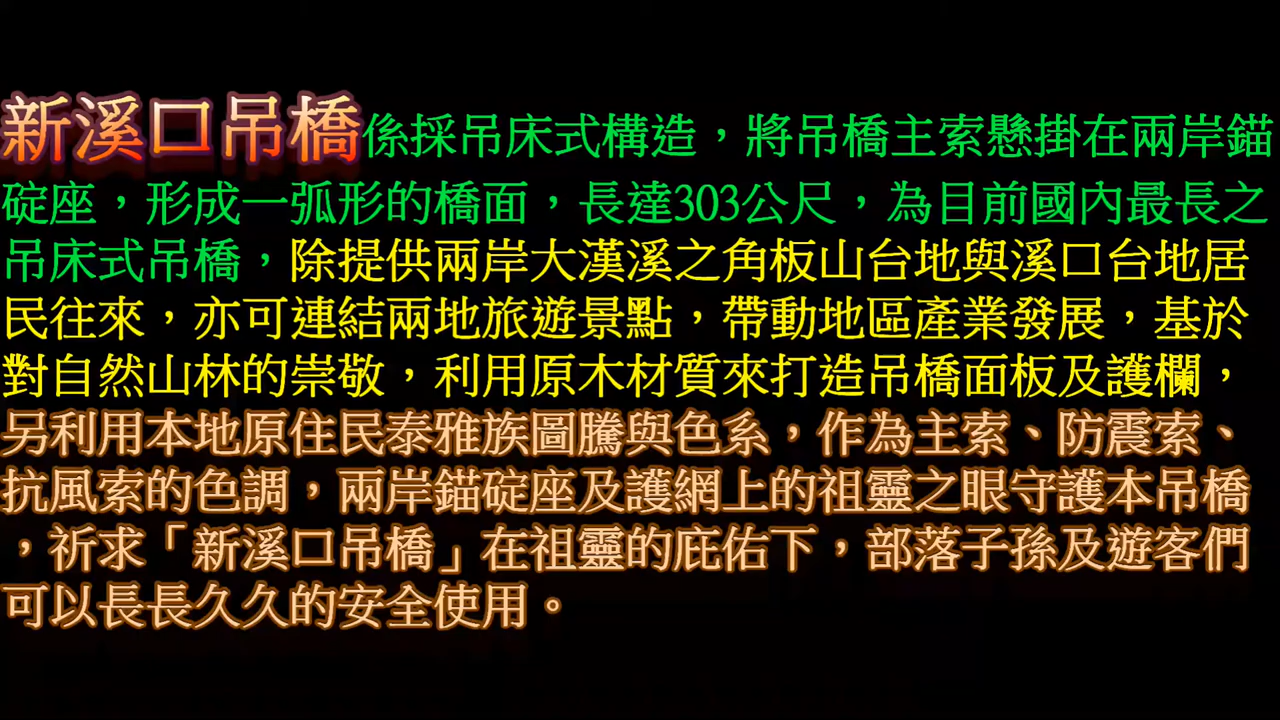 新溪口吊橋係採吊床式構造，將吊橋主索懸掛在兩岸錨
碇座，形成一弧形的橋面，長達303公尺，為目前國內最長之
吊床式吊橋，除提供兩岸大漢溪之角板山台地與溪口台地居
民往來，亦可連結兩地旅遊景點，帶動地區產業發展，基於
對自然山林的崇敬，利用原木材質來打造吊橋面板及護欄，
另利用本地原住民泰雅族圖騰與色系，作為主索、防震索、
抗風索的色調，兩岸錨碇座及護網上的祖靈之眼守護本吊橋
，祈求「新溪口吊橋」在祖靈的庇佑下，部落子孫及遊客們
可以長長久久的安全使用。